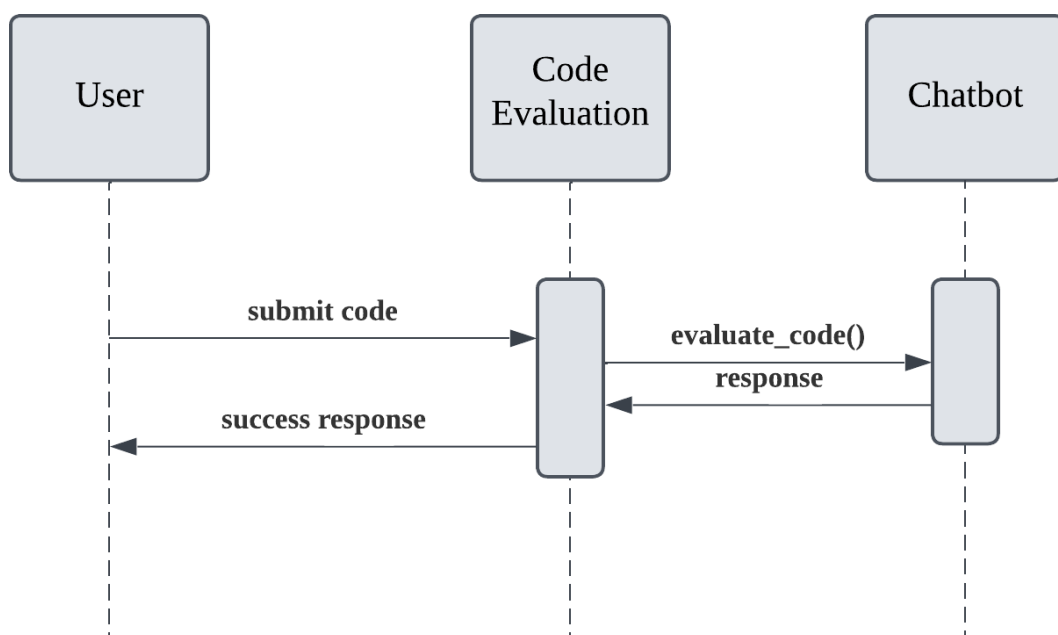 User
Code
Evaluation
Chatbot
submit code
evaluate_code()
response
success response